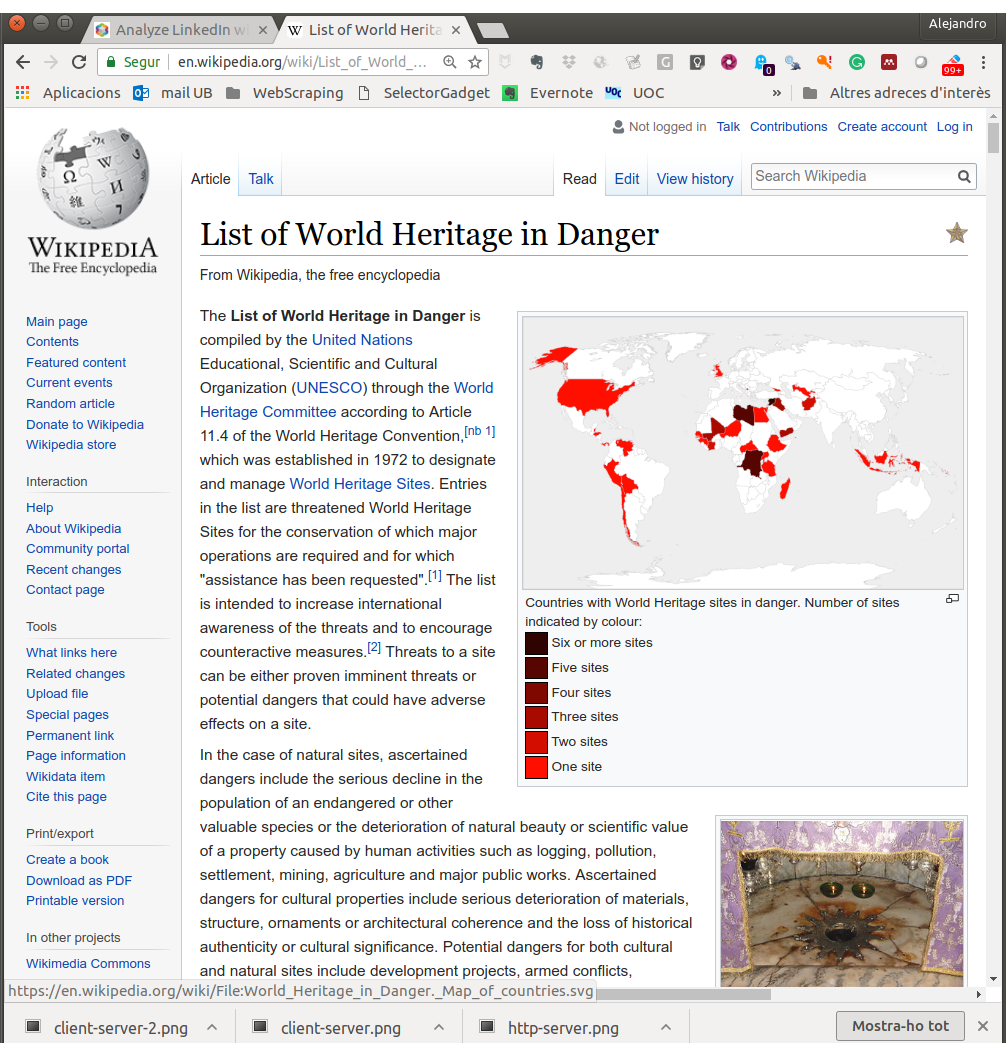 Alejandro
Analyze LinkedIn w
List of World Herita
Segur
en.wikipedia.org/wiki/List_of_World_...
0
99+
Aplicacions
mail UB
WebScraping
SelectorGadget
Evernote
UOC
»
Altres adreces d'interès
Not logged in Talk Contributions Create account Log in
Article Talk
Read Edit View history
Search Wikipedia
WIKIPEDIA
The Free Encyclopedia
Main page
Contents
Featured content
Current events
Random article
Donate to Wikipedia
Wikipedia store
Interaction
Help
About Wikipedia
Community portal
Recent changes
Contact page
Tools
What links here
Related changes
Upload file
Special pages
Permanent link
Page information
Wikidata item
Cite this page
Print/export
Create a book
Download as PDF
Printable version
In other projects
Wikimedia Commons
List of World Heritage in Danger
From Wikipedia, the free encyclopedia
The List of World Heritage in Danger is
compiled by the United Nations
Educational, Scientific and Cultural
Organization (UNESCO) through the World
Heritage Committee according to Article
11.4 of the World Heritage Convention,[nb 1]
which was established in 1972 to designate
and manage World Heritage Sites. Entries
in the list are threatened World Heritage
Sites for the conservation of which major
operations are required and for which
"assistance has been requested".[1] The list
is intended to increase international
awareness of the threats and to encourage
counteractive measures.[2] Threats to a site
can be either proven imminent threats or
potential dangers that could have adverse
effects on a site.
In the case of natural sites, ascertained
dangers include the serious decline in the
population of an endangered or other
valuable species or the deterioration of natural beauty or scientific value
of a property caused by human activities such as logging, pollution,
settlement, mining, agriculture and major public works. Ascertained
dangers for cultural properties include serious deterioration of materials,
structure, ornaments or architectural coherence and the loss of historical
authenticity or cultural significance. Potential dangers for both cultural
and natural sites include development projects, armed conflicts,
Countries with World Heritage sites in danger. Number of sites
indicated by colour:
Six or more sites
Five sites
Four sites
Three sites
Two sites
One site
https://en.wikipedia.org/wiki/File:World_Heritage_in_Danger._Map_of_countries.svg
client-server-2.png
client-server.png
http-server.png
Mostra-ho tot